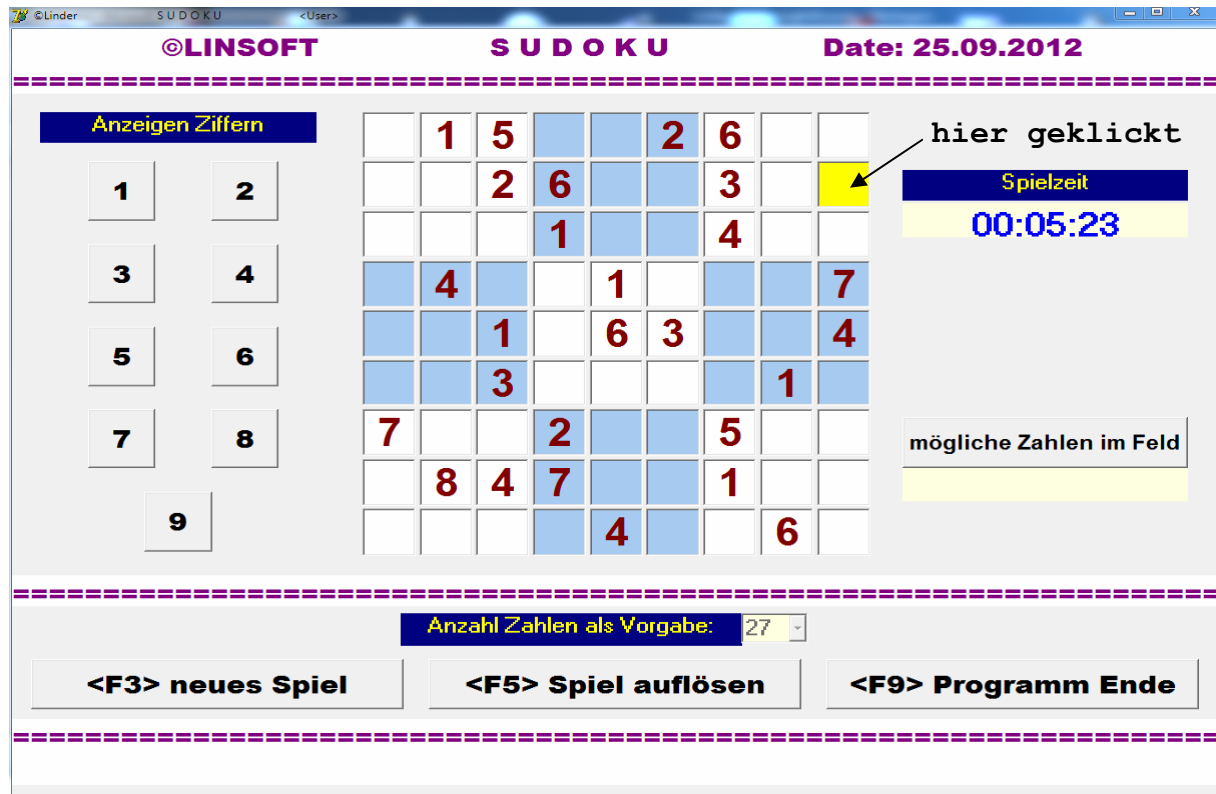 ©Linder SUDOKU <User>
©LINSOFT S U D O K U Date: 25.09.2012
Anzeigen Ziffern
1 5 2 6
hier geklickt
1 2
2 6 3
Spielzeit
00:05:23
1 4
3 4
4 1 7
5 6
1 6 3 4
3 1
7 8
7 2 5
mögliche Zahlen im Feld
8 4 7 1
9
4 6
Anzahl Zahlen als Vorgabe: 27
<F3> neues Spiel <F5> Spiel auflösen <F9> Programm Ende